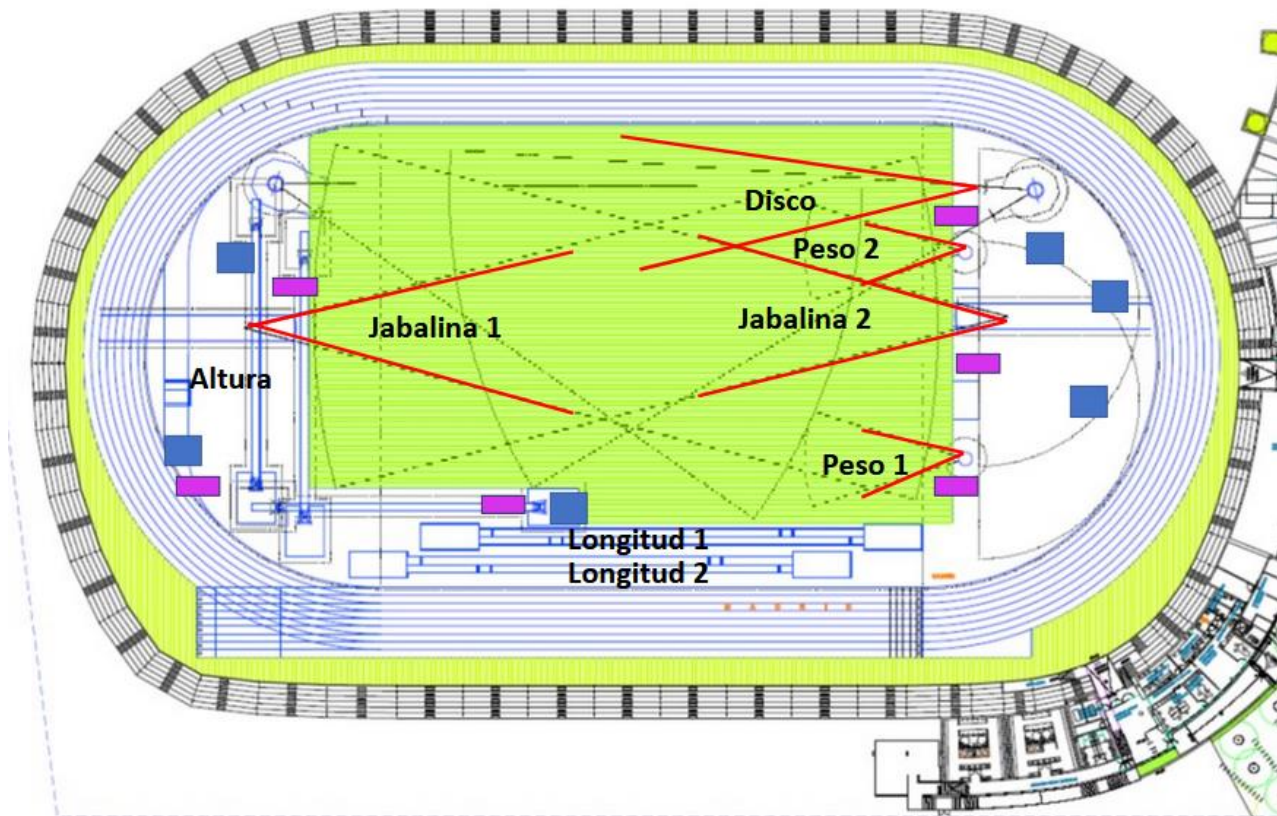 Disco
Peso 2
Jabalina 1
Jabalina 2
Altura
Peso 1
Longitud 1
Longitud 2
M A D R I D